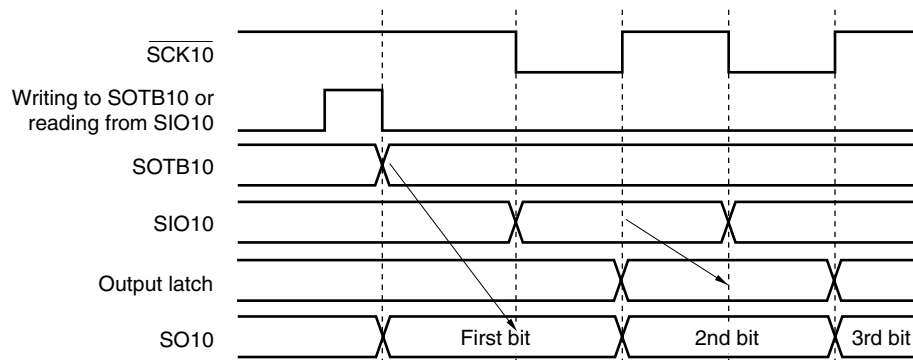 SCK10
Writing to SOTB10 or
reading from SIO10
SOTB10
SIO10
Output latch
SO10
First bit
2nd bit
3rd bit